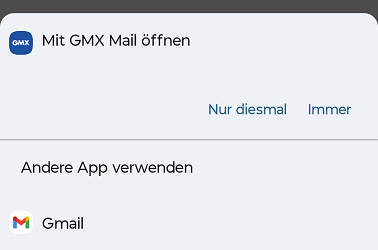 GMX
Mit GMX Mail öffnen
Nur diesmal Immer
Andere App verwenden
Gmail